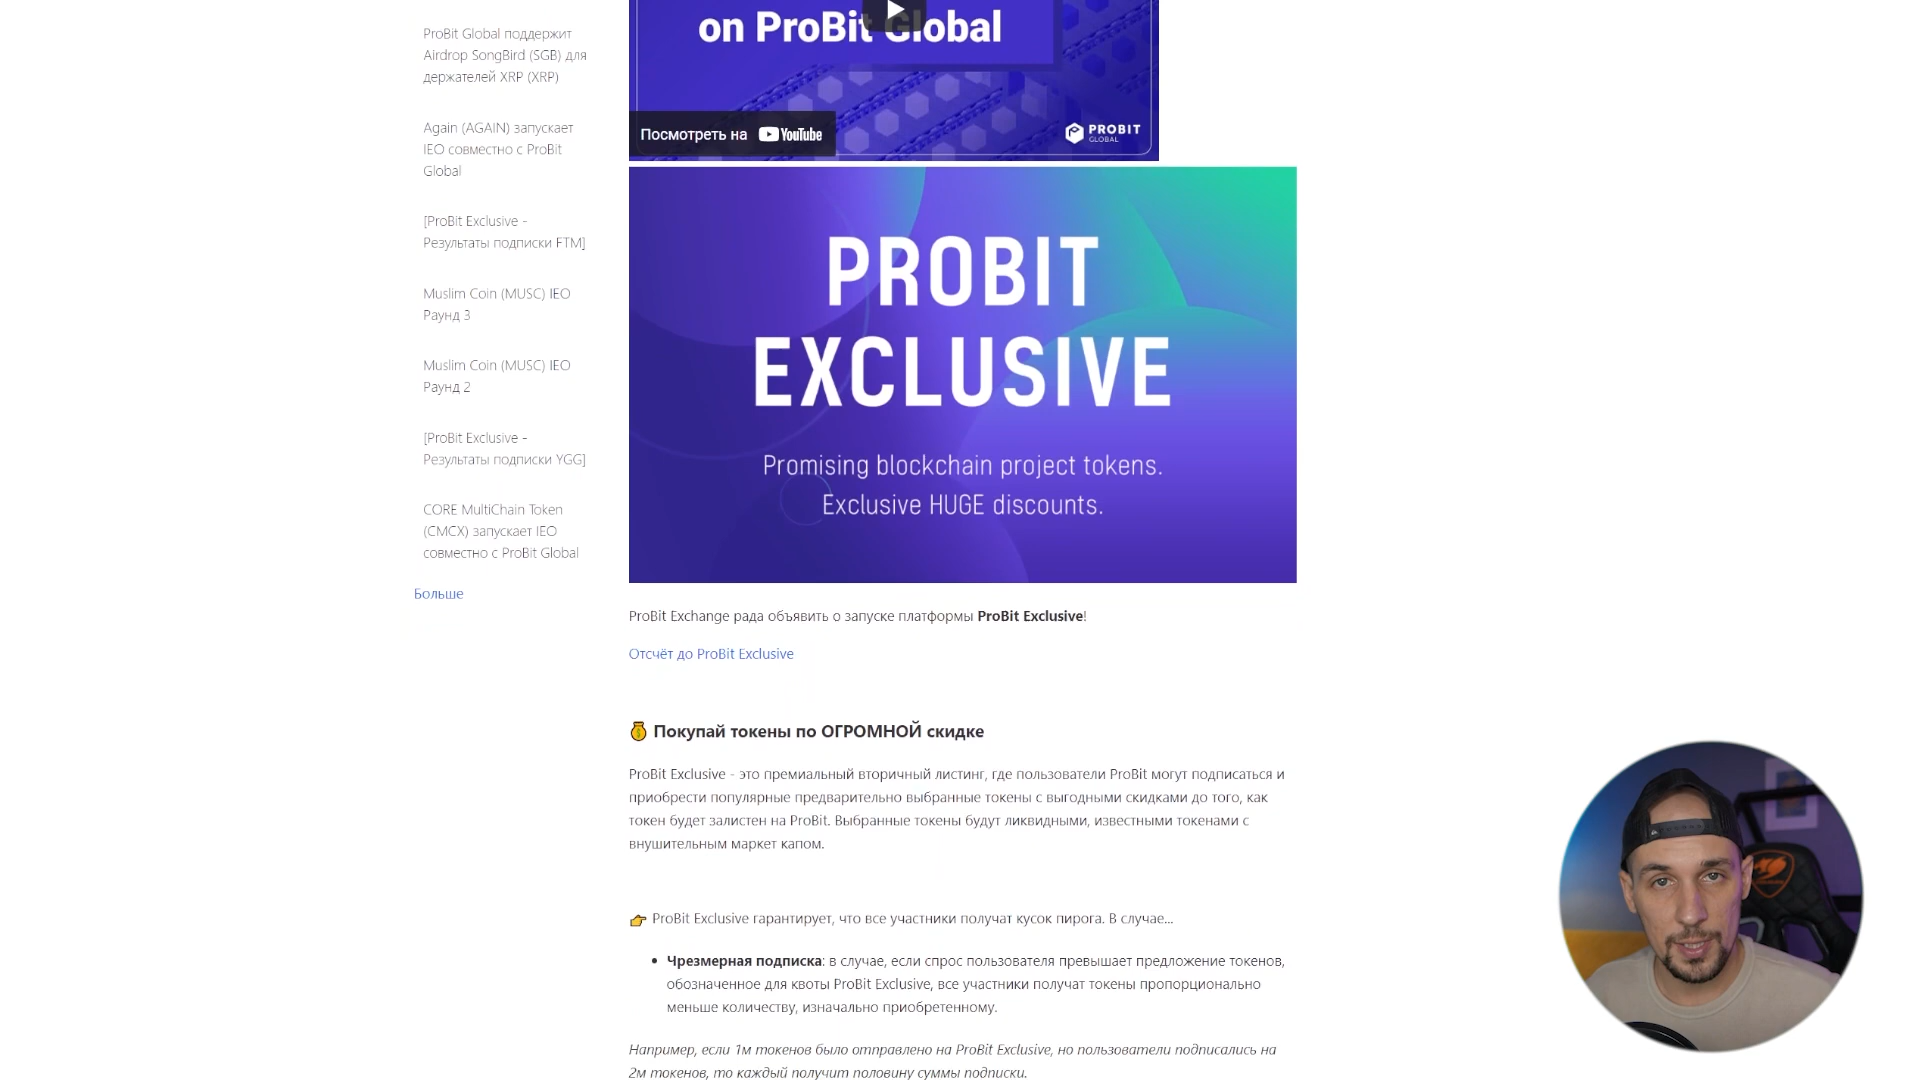 ProBit Global поддержит
Airdrop SongBird (SGB) для
держателей XRP (XRP)
Again (AGAIN) запускает
IEO совместно с ProBit
Global
[ProBit Exclusive -
Результаты подписки FTM]
Muslim Coin (MUSC) IEO
Раунд 3
Muslim Coin (MUSC) IEO
Раунд 2
[ProBit Exclusive -
Результаты подписки YGG]
CORE MultiChain Token
(CMCX) запускает IEO
совместно с ProBit Global
Больше
on ProBit Global
Посмотреть на YouTube
PROBIT
GLOBAL
PROBIT
EXCLUSIVE
Promising blockchain project tokens.
Exclusive HUGE discounts.
ProBit Exchange рада объявить о запуске платформы ProBit Exclusive!
Отсчёт до ProBit Exclusive
Покупай токены по ОГРОМНОЙ скидке
ProBit Exclusive - это премиальный вторичный листинг, где пользователи ProBit могут подписаться и
приобрести популярные предварительно выбранные токены с выгодными скидками до того, как
токен будет залистен на ProBit. Выбранные токены будут ликвидными, известными токенами с
внушительным маркет капом.
ProBit Exclusive гарантирует, что все участники получат кусок пирога. В случае...
• Чрезмерная подписка: в случае, если спрос пользователя превышает предложение токенов,
обозначенное для квоты ProBit Exclusive, все участники получат токены пропорционально
меньше количеству, изначально приобретенному.
Например, если 1м токенов было отправлено на ProBit Exclusive, но пользователи подписались на
2м токенов, то каждый получит половину суммы подписки.